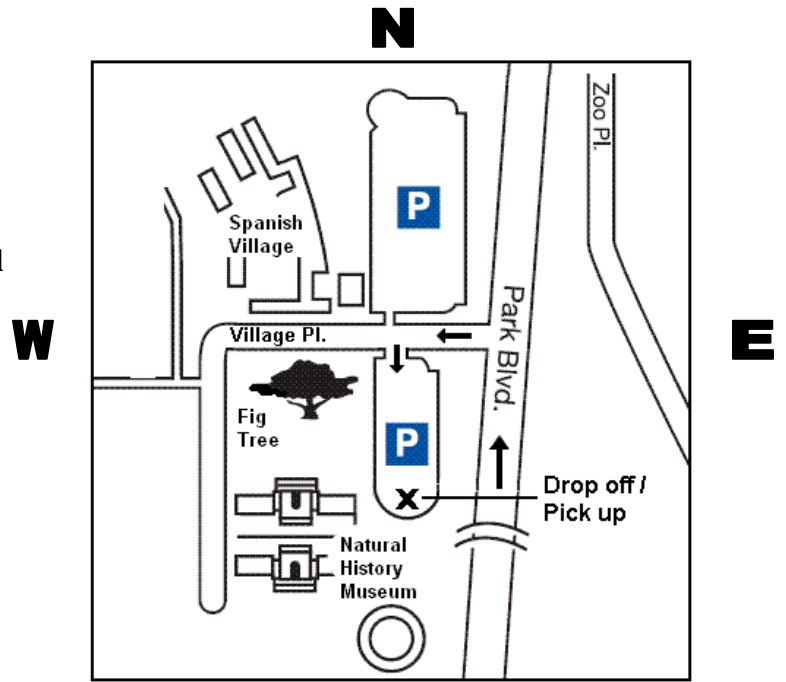 N
Zoo Pl.
P
Spanish
Village
l
W
Village Pl.
Park Blvd.
E
Fig
Tree
P
X
Drop off /
Pick up
Natural
History
Museum